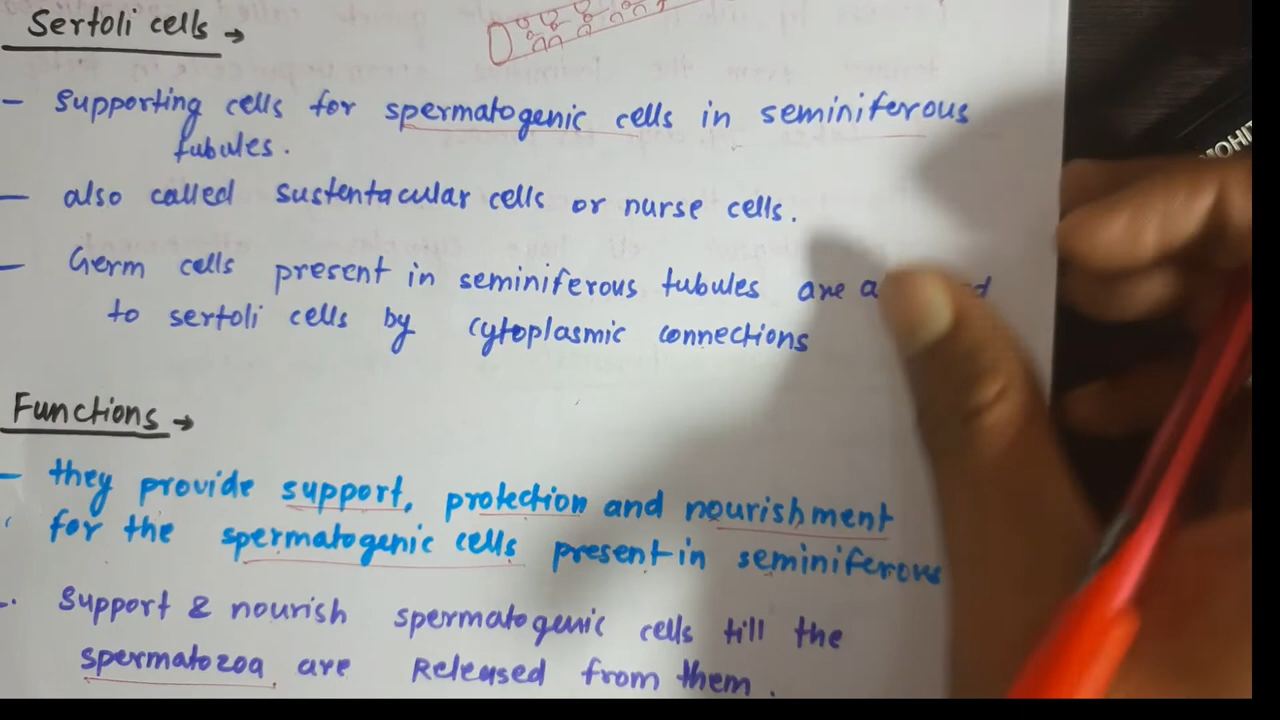 Sertoli cells →
- Supporting cells for spermatogenic cells in seminiferous
tubules.
- also called sustentacular cells or nurse cells.
- Germ cells present in seminiferous tubules are
to sertoli cells by cytoplasmic connections
Functions →
- they provide support, protection and nourishment
for the spermatogenic cells present in seminiferous
- Support & nourish spermatogenic cells till the
spermatozoa are Released from them.
MOHI